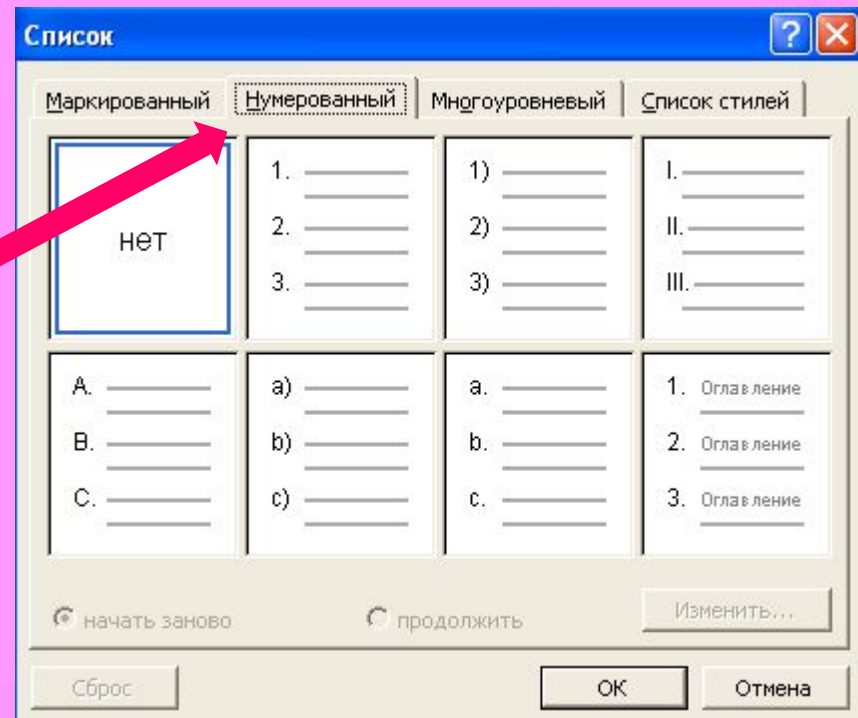 Список
Маркированный Нумерованный Многоуровневый Список стилей
нет
1.
2.
3.
1)
2)
3)
I.
II.
III.
A.
B.
C.
a)
b)
c)
a.
b.
c.
1. Оглавление
2. Оглавление
3. Оглавление
начать заново продолжить Изменить...
Сброс ОК Отмена